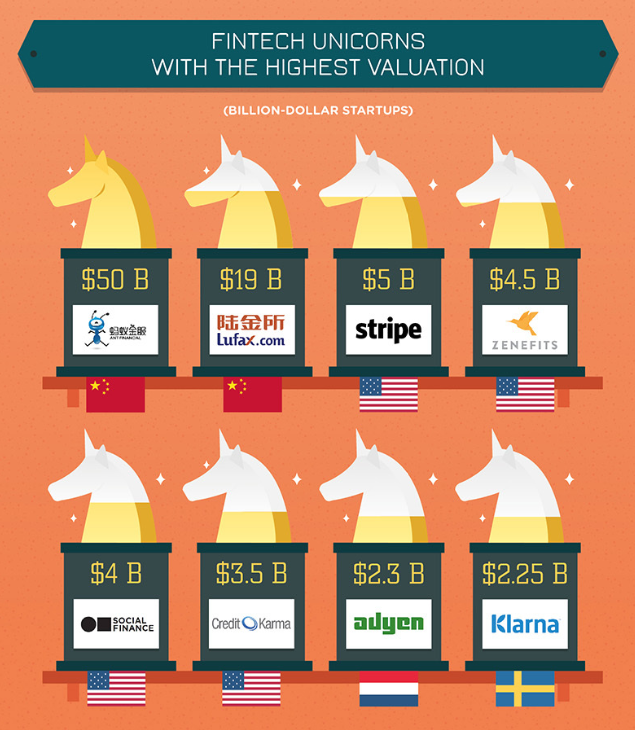 FINTECH UNICORNS
WITH THE HIGHEST VALUATION
(BILLION-DOLLAR STARTUPS)
$50 B
蚂蚁金服
ANT FINANCIAL
$19 B
陆金所
Lufax.com
$5 B
stripe
$4.5 B
ZENEFITS
$4 B
SOCIAL
FINANCE
$3.5 B
Credit Karma
$2.3 B
adyen
$2.25 B
Klarna